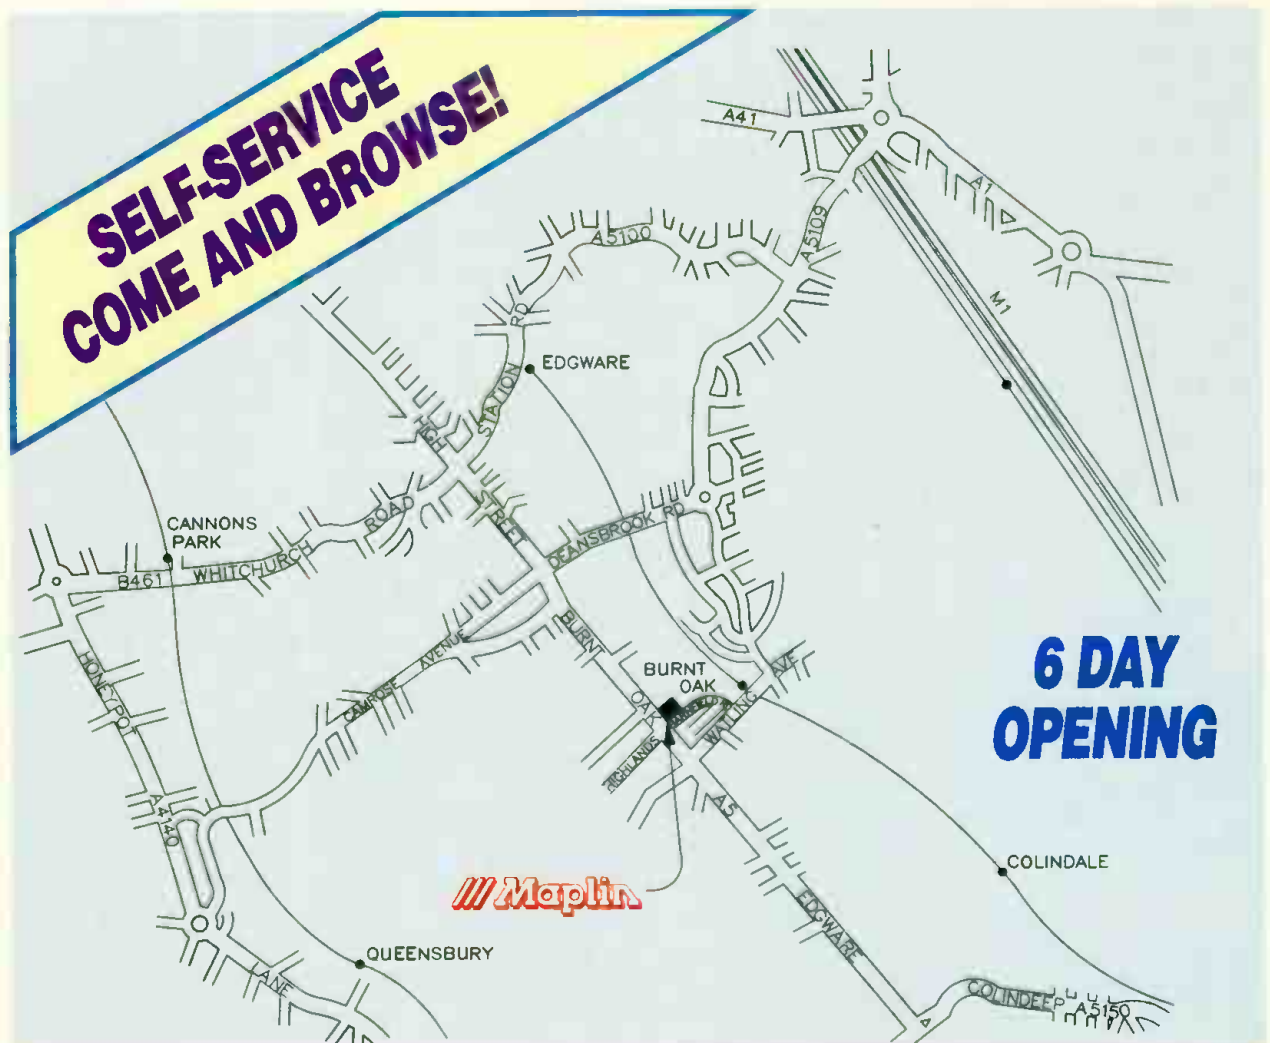 SELF-SERVICE
COME AND BROWSE!
A41
A1
A5109
A5100
M1
RD
STATION
EDGWARE
HIGH
STREET
CANNONS
PARK
B461
WHITCHURCH
ROAD
DEANSBROOK RD
HONEYPOT
CAMROSE
AVENUE
BURNT
OAK
BURNT
OAK
WATLING
AVE
HIGHLANDS
6 DAY
OPENING
A4140
A5
Maplin
COLINDALE
EDGWARE
QUEENSBURY
LANE
COLINDEEP
A5150